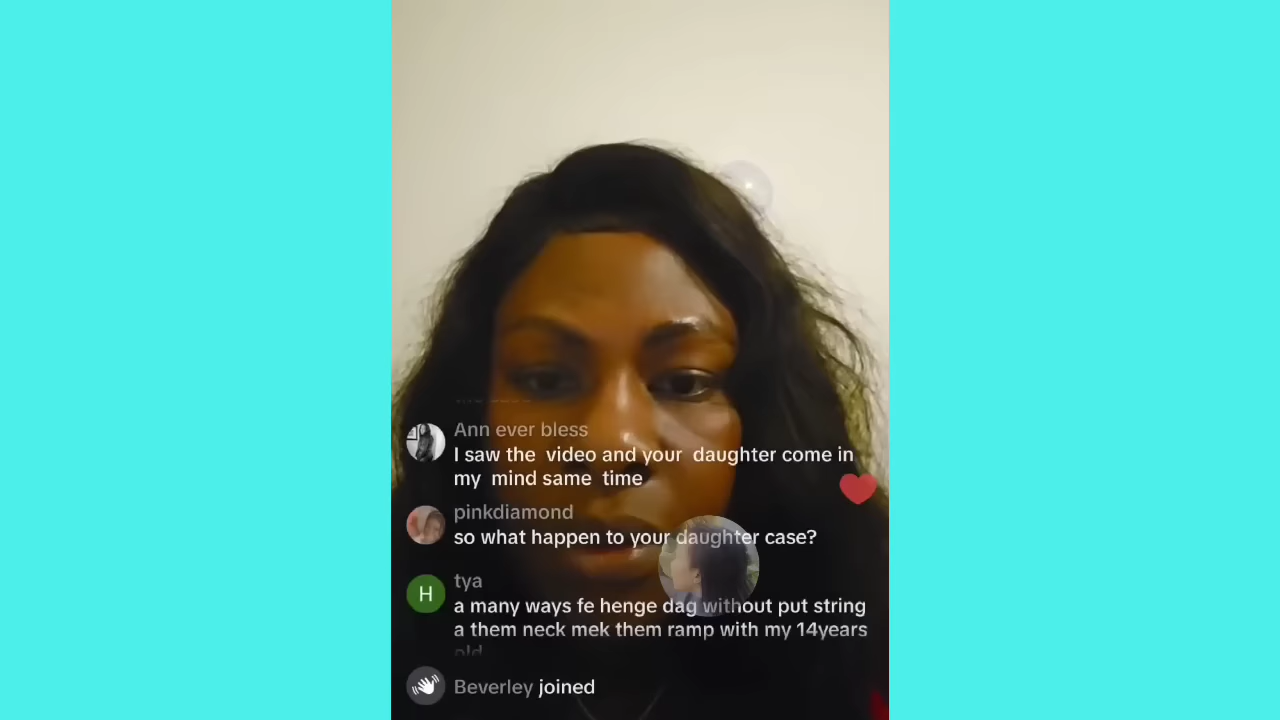 Ann ever bless
I saw the video and your daughter come in
my mind same time
pinkdiamond
so what happen to your daughter case?
H
tya
a many ways fe henge dag without put string
a them neck mek them ramp with my 14years
old
Beverley joined